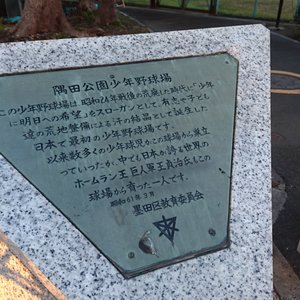 隅田公園少年野球場
この少年野球場は、昭和24年戦後の荒廃した時代に「少年
に明日への希望」をスローガンとして、有志や子ども
達の荒地整備による汗の結晶として誕生した
日本で最初の少年野球場です。
以来数多くの少年球児がこの球場から巣立
っていったが、中でも日本が誇る世界の
ホームラン王巨人軍王貞治氏もこの
球場から育った一人です。
昭和61年3月
墨田区教育委員会